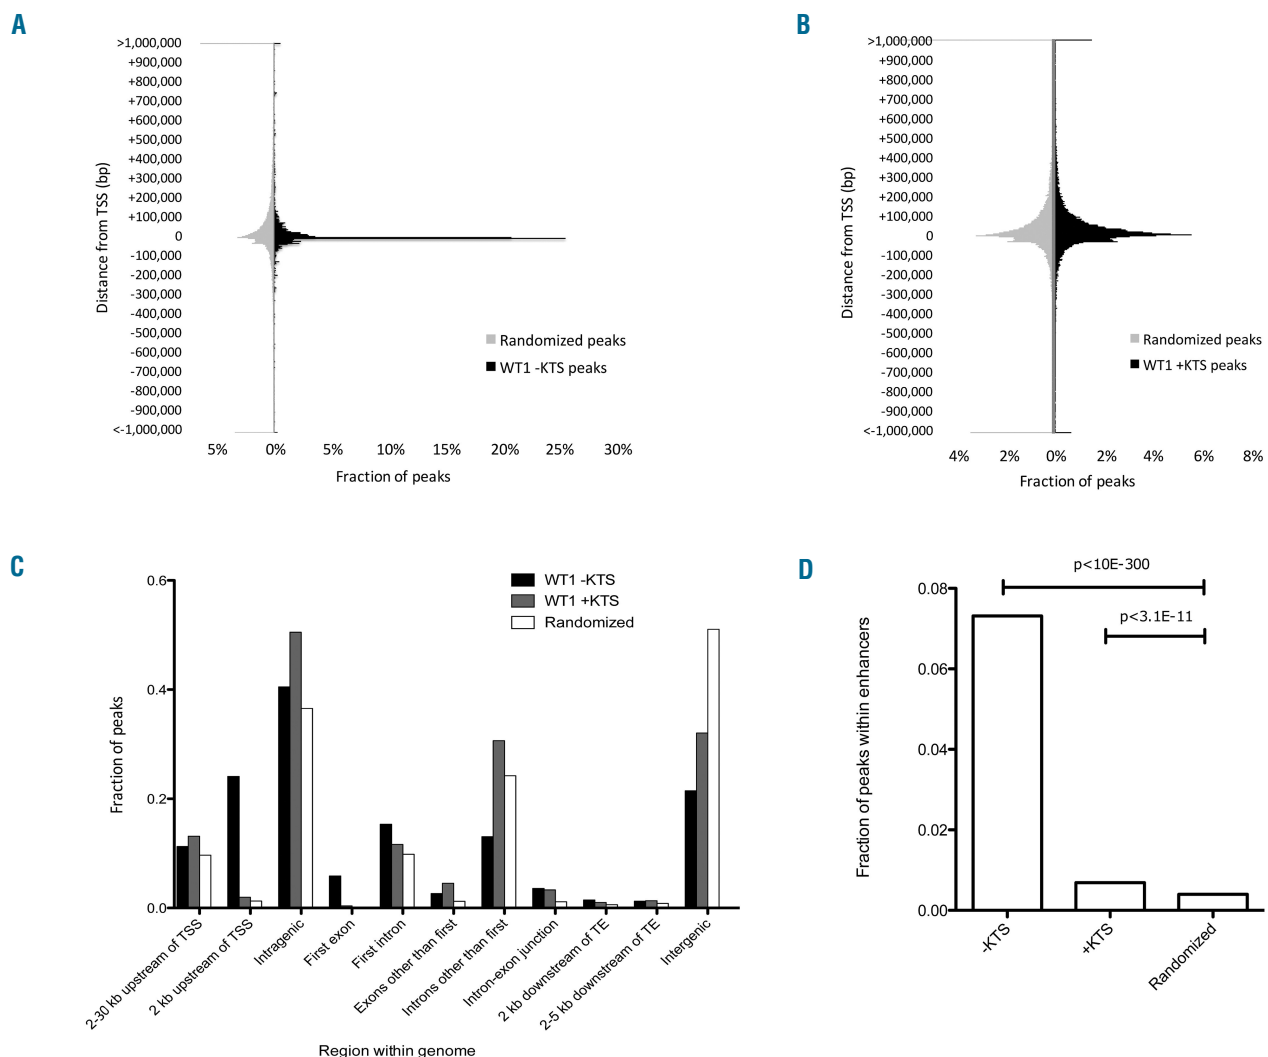 A
>1,000,000
+900,000
+800,000
+700,000
+600,000
+500,000
+400,000
+300,000
+200,000
+100,000
0
-100,000
-200,000
-300,000
-400,000
-500,000
-600,000
-700,000
-800,000
-900,000
<-1,000,000
Distance from TSS (bp)
Randomized peaks
WT1 -KTS peaks
5% 0% 5% 10% 15% 20% 25% 30%
Fraction of peaks
B
>1,000,000
+900,000
+800,000
+700,000
+600,000
+500,000
+400,000
+300,000
+200,000
+100,000
0
-100,000
-200,000
-300,000
-400,000
-500,000
-600,000
-700,000
-800,000
-900,000
<-1,000,000
Distance from TSS (bp)
Randomized peaks
WT1 +KTS peaks
4% 2% 0% 2% 4% 6% 8%
Fraction of peaks
C
0.6
0.4
0.2
0.0
Fraction of peaks
WT1 -KTS
WT1 +KTS
Randomized
2-30 kb upstream of TSS
2 kb upstream of TSS
Intragenic
First exon
First intron
Exons other than first
Introns other than first
Intron-exon junction
2 kb downstream of TE
2-5 kb downstream of TE
Intergenic
Region within genome
D
p<10E-300
p<3.1E-11
0.08
0.06
0.04
0.02
0.00
Fraction of peaks within enhancers
-KTS
+KTS
Randomized